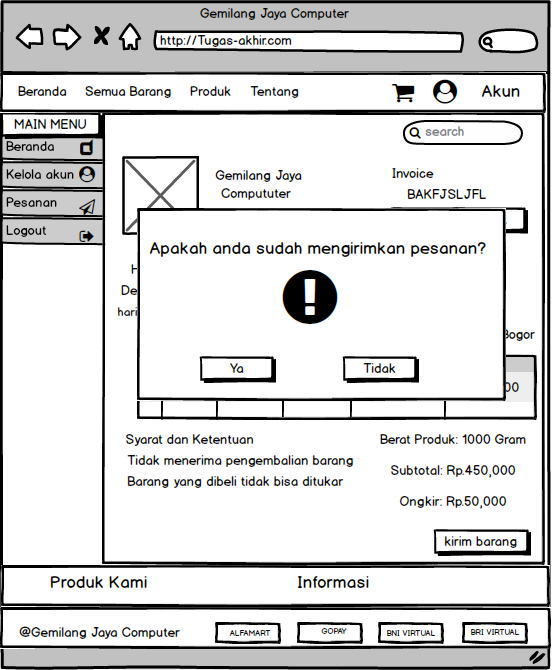 Gemilang Jaya Computer
http://Tugas-akhir.com
Beranda Semua Barang Produk Tentang Akun
MAIN MENU
Beranda
Kelola akun
Pesanan
Logout
search
Gemilang Jaya
Compututer
Invoice
BAKFJSLJFL
Apakah anda sudah mengirimkan pesanan?
Ya Tidak
H
De
hari
Bogor
00
Syarat dan Ketentuan
Tidak menerima pengembalian barang
Barang yang dibeli tidak bisa ditukar
Berat Produk: 1000 Gram
Subtotal: Rp.450,000
Ongkir: Rp.50,000
kirim barang
Produk Kami Informasi
@Gemilang Jaya Computer ALFAMART GOPAY BNI VIRTUAL BRI VIRTUAL